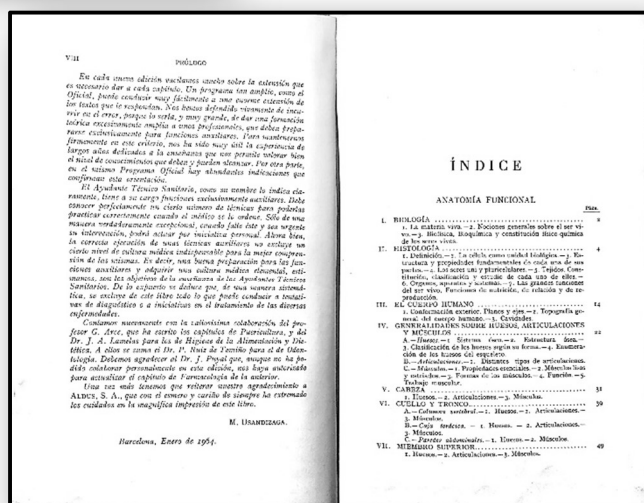 VIII
PRÓLOGO
En cada nueva edición vacilamos mucho sobre la extensión que
es necesario dar a cada capítulo. Un programa tan amplio, como el
Oficial, puede conducir muy fácilmente a una enorme extensión de
los textos que le respondan. Nos hemos defendido vivamente de incu-
rrir en el error, porque lo sería, y muy grande, de dar una formación
teórica excesivamente amplia a unos profesionales, que deben prepa-
rarse exclusivamente para funciones auxiliares. Para mantenernos
firmemente en este criterio, nos ha sido muy útil la experiencia de
largos años dedicados a la enseñanza que nos permite valorar bien
el nivel de conocimientos que deben y pueden alcanzar. Por otra parte,
en el mismo Programa Oficial hay abundantes indicaciones que
confirman esta orientación.
El Ayudante Técnico Sanitario, como su nombre lo indica cla-
ramente, tiene a su cargo funciones exclusivamente auxiliares. Debe
conocer perfectamente un cierto número de técnicas para poderlas
practicar correctamente cuando el médico se lo ordene. Sólo de una
manera verdaderamente excepcional, cuando falte éste y sea urgente
su intervención, podrá actuar por iniciativa personal. Ahora bien,
la correcta ejecución de unas técnicas auxiliares no excluye un
cierto nivel de cultura médica indispensable para la mejor compren-
sión de las mismas. Es decir, una buena preparación para las fun-
ciones auxiliares y adquirir una cultura médica elemental, esti-
mamos, son los objetivos de la enseñanza de los Ayudantes Técnicos
Sanitarios. De lo expuesto se deduce que, de una manera sistemá-
tica, se excluye de este libro todo lo que puede conducir a tentati-
vas de diagnóstico o a iniciativas en el tratamiento de las diversas
enfermedades.
Contamos nuevamente con la valiosísima colaboración del pro-
fesor G. Arce, que ha escrito los capítulos de Puericultura, y del
Dr. J. A. Lamelas para los de Higiene de la Alimentación y Die-
tética. A ellos se suma el Dr. P. Ruiz de Temiño para el de Odon-
tología. Debemos agradecer al Dr. J. Puyal que, aunque no ha po-
dido colaborar personalmente en esta edición, nos haya autorizado
para actualizar el capítulo de Farmacología de la anterior.
Una vez más tenemos que reiterar nuestro agradecimiento a
ALDUS, S. A., que con el esmero y cariño de siempre ha extremado
los cuidados en la magnífica impresión de este libro.
M. USANDIZAGA.
Barcelona, Enero de 1964.
ÍNDICE
ANATOMÍA FUNCIONAL
Págs.
I. BIOLOGÍA 2
1. La materia viva.—2. Nociones generales sobre el ser vi-
vo.—3. Biofísica, Bioquímica y constitución físico-química
de los seres vivos.
II. HISTOLOGÍA 4
1. Definición.—2. La célula como unidad biológica.—3. Es-
tructura y propiedades fundamentales de cada una de sus
partes.—4. Los seres uni y pluricelulares.—5. Tejidos. Cons-
titución, clasificación y estudio de cada uno de ellos.—
6. Órganos, aparatos y sistemas.—7. Las grandes funciones
del ser vivo. Funciones de nutrición, de relación y de re-
producción.
III. EL CUERPO HUMANO 14
1. Conformación exterior. Planos y ejes.—2. Topografía ge-
neral del cuerpo humano.—3. Cavidades.
IV. GENERALIDADES SOBRE HUESOS, ARTICULACIONES
Y MÚSCULOS 22
A.—Huesos.—1. Sistema óseo.—2. Estructura ósea.—
3. Clasificación de los huesos según su forma.—4. Enumera-
ción de los huesos del esqueleto.
B.—Articulaciones.—1. Distintos tipos de articulaciones.
C.—Músculos.—1. Propiedades esenciales.—2. Músculos lisos
y estriados.—3. Formas de los músculos.—4. Función.—5.
Trabajo muscular.
V. CABEZA 31
1. Huesos.—2. Articulaciones.—3. Músculos.
VI. CUELLO Y TRONCO 39
A.—Columna vertebral.—1. Huesos.—2. Articulaciones.—
3. Músculos.
B.—Caja torácica.—1. Huesos.—2. Articulaciones.—
3. Músculos.
C.—Paredes abdominales.—1. Huesos.—2. Músculos.
VII. MIEMBRO SUPERIOR 49
1. Huesos.—2. Articulaciones.—3. Músculos.